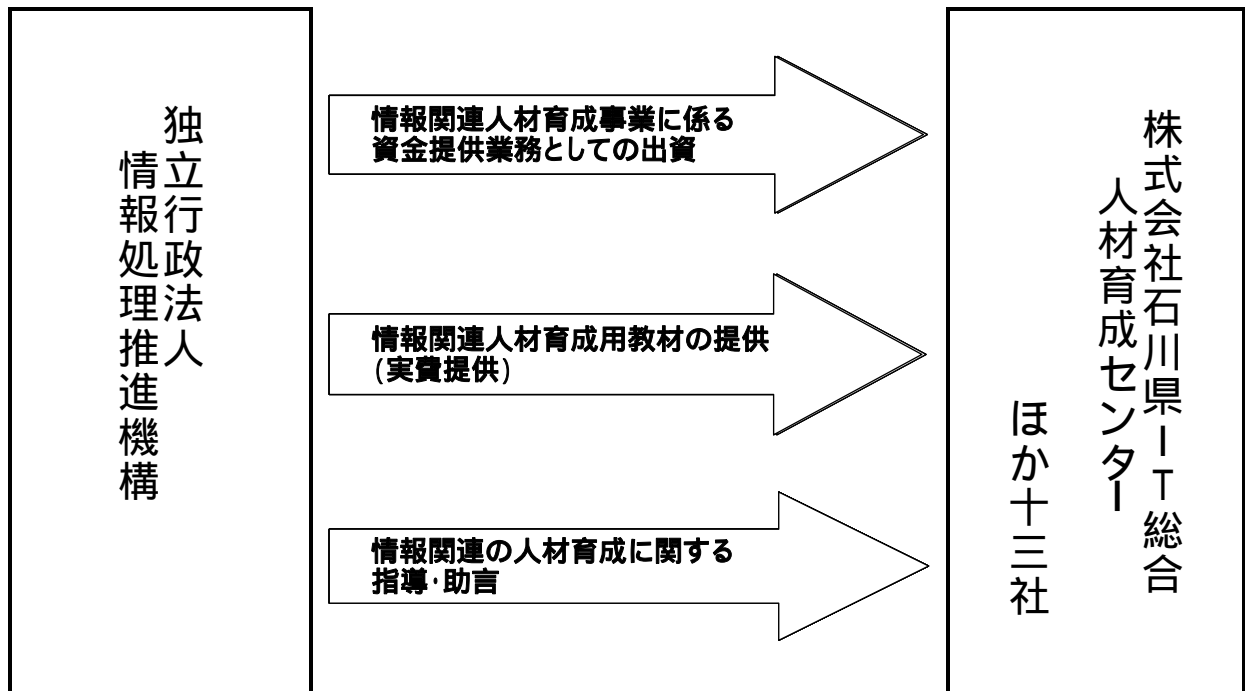 独立行政法人
情報処理推進機構
情報関連人材育成事業に係る
資金提供業務としての出資
情報関連人材育成用教材の提供
(実費提供)
情報関連の人材育成に関する
指導・助言
株式会社石川県IT総合
人材育成センター
ほか十三社